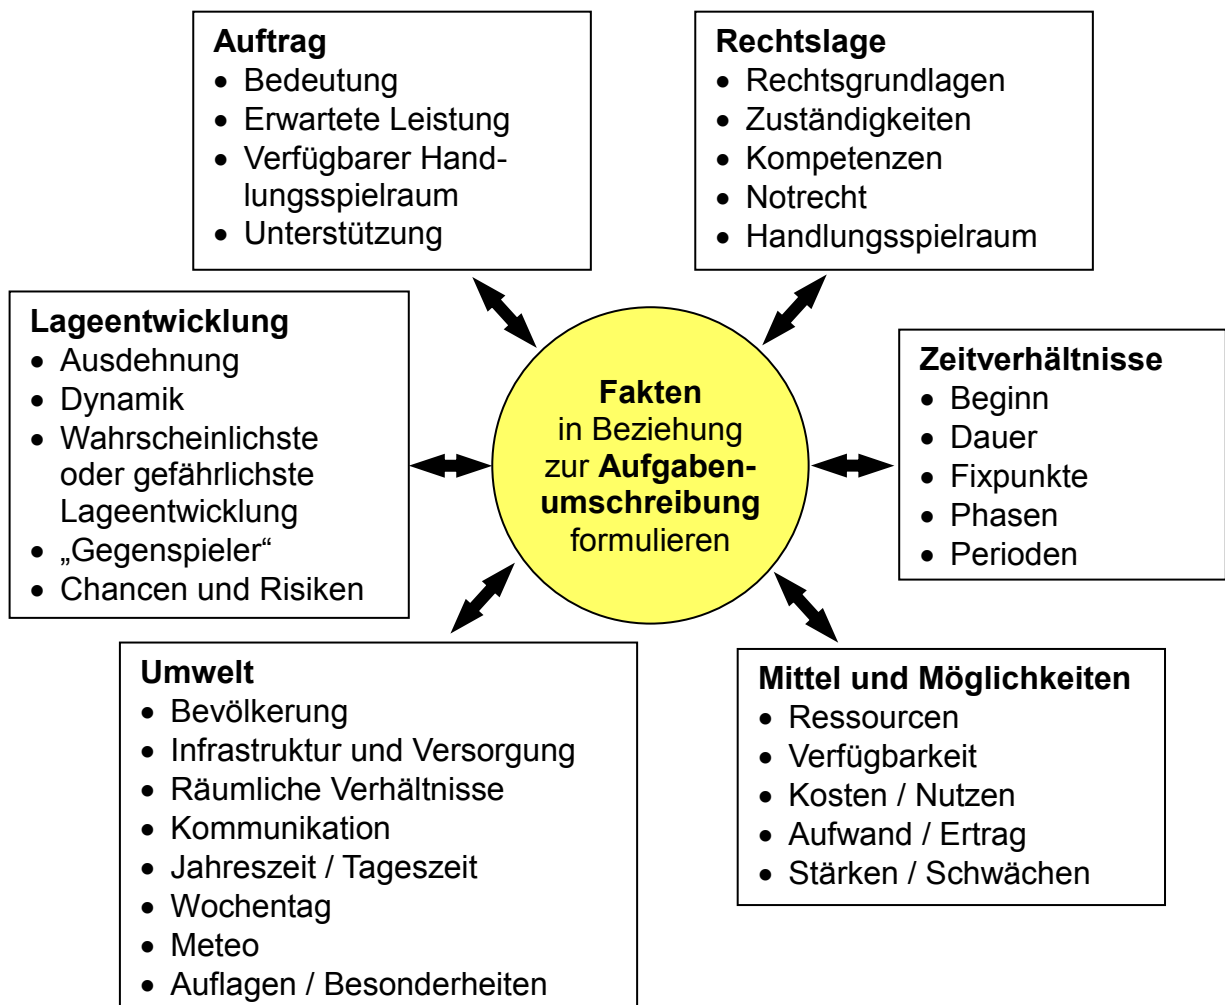 Auftrag
• Bedeutung
• Erwartete Leistung
• Verfügbarer Hand-
lungsspielraum
• Unterstützung
Rechtslage
• Rechtsgrundlagen
• Zuständigkeiten
• Kompetenzen
• Notrecht
• Handlungsspielraum
Lageentwicklung
• Ausdehnung
• Dynamik
• Wahrscheinlichste
oder gefährlichste
Lageentwicklung
• „Gegenspieler“
• Chancen und Risiken
Fakten
in Beziehung
zur Aufgaben-
umschreibung
formulieren
Zeitverhältnisse
• Beginn
• Dauer
• Fixpunkte
• Phasen
• Perioden
Umwelt
• Bevölkerung
• Infrastruktur und Versorgung
• Räumliche Verhältnisse
• Kommunikation
• Jahreszeit / Tageszeit
• Wochentag
• Meteo
• Auflagen / Besonderheiten
Mittel und Möglichkeiten
• Ressourcen
• Verfügbarkeit
• Kosten / Nutzen
• Aufwand / Ertrag
• Stärken / Schwächen